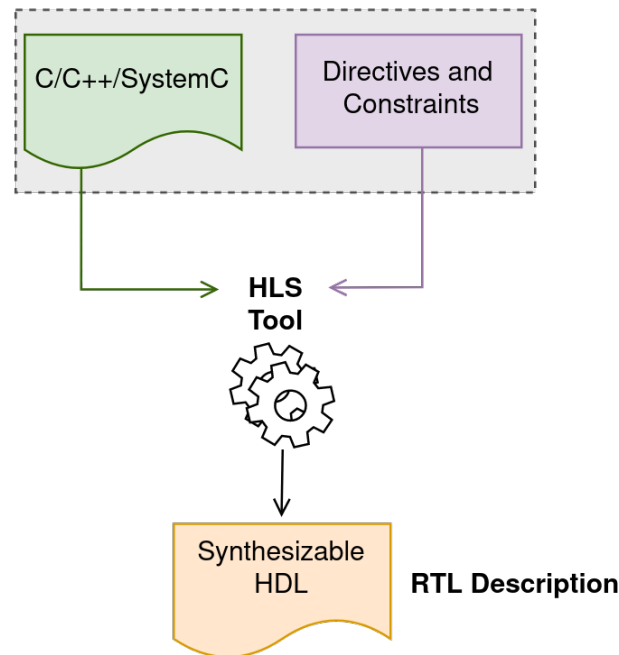 C/C++/SystemC
Directives and
Constraints
HLS
Tool
Synthesizable
HDL
RTL Description